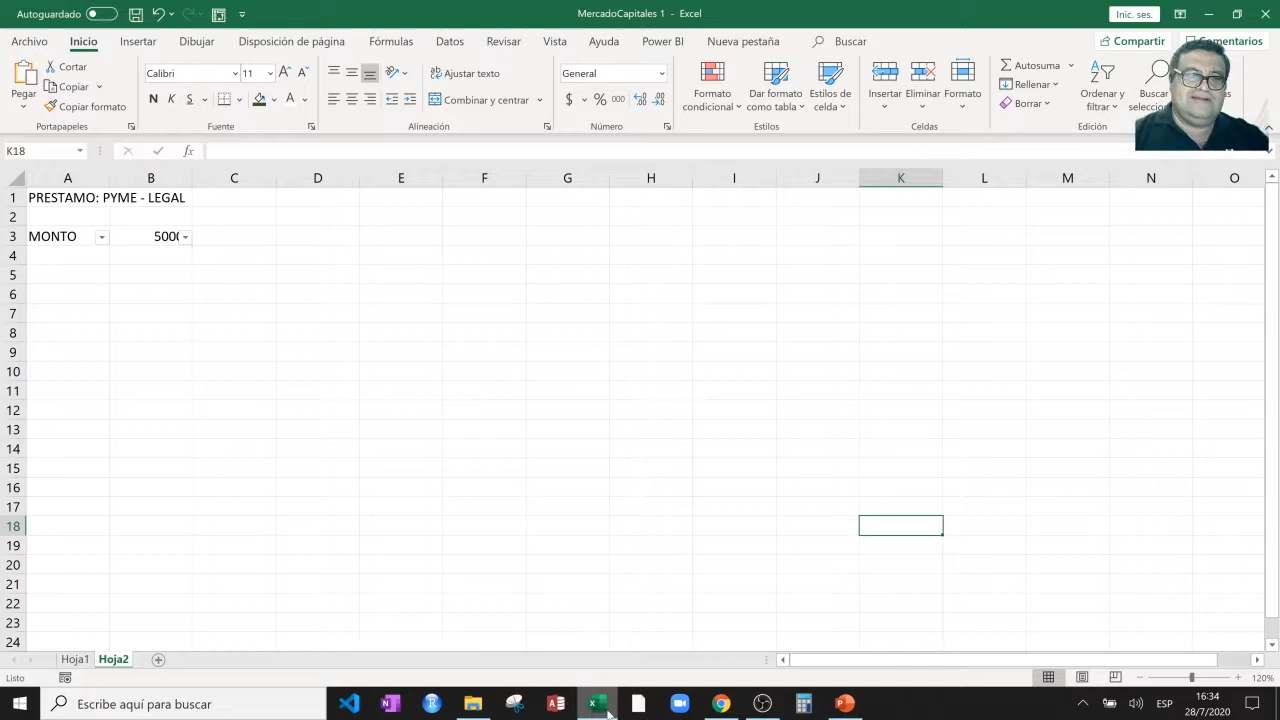 Autoguardado
MercadoCapitales 1 - Excel
Inic. ses.
Archivo Inicio Insertar Dibujar Disposición de página Fórmulas Datos Revisar Vista Ayuda Power BI Nueva pestaña Buscar Compartir Comentarios
Pegar
Cortar
Copiar
Copiar formato
Portapapeles
Calibri 11
N K S
Fuente
Ajustar texto
Combinar y centrar
Alineación
General
$ % 000
Número
Formato condicional
Dar formato como tabla
Estilos de celda
Estilos
Insertar Eliminar Formato
Celdas
Autosuma
Rellenar
Borrar
Ordenar y filtrar
Buscar
Edición
K18
fx
A B C D E F G H I J K L M N O
1 PRESTAMO: PYME - LEGAL
2
3 MONTO 500
4
5
6
7
8
9
10
11
12
13
14
15
16
17
18
19
20
21
22
23
24
Hoja1 Hoja2
Listo
120%
Escribe aquí para buscar
ESP
16:34
28/7/2020